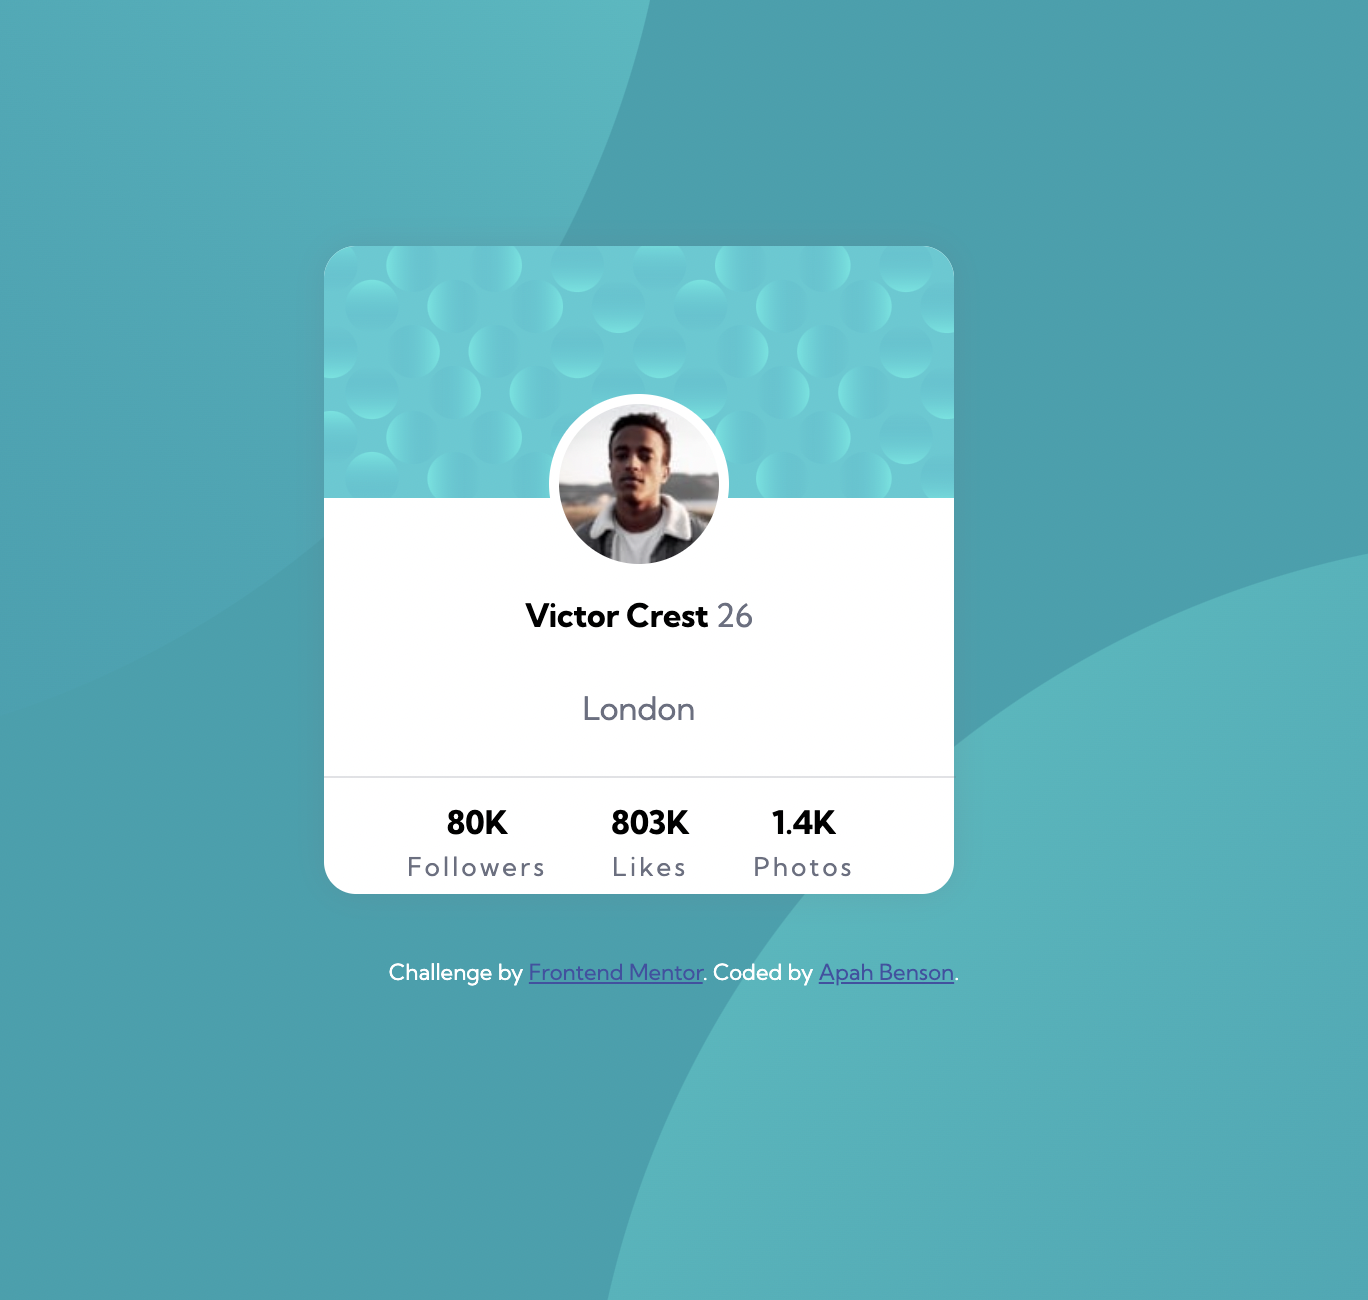 Victor Crest 26
London
80K 803K 1.4K
Followers Likes Photos
Challenge by Frontend Mentor. Coded by Apah Benson.